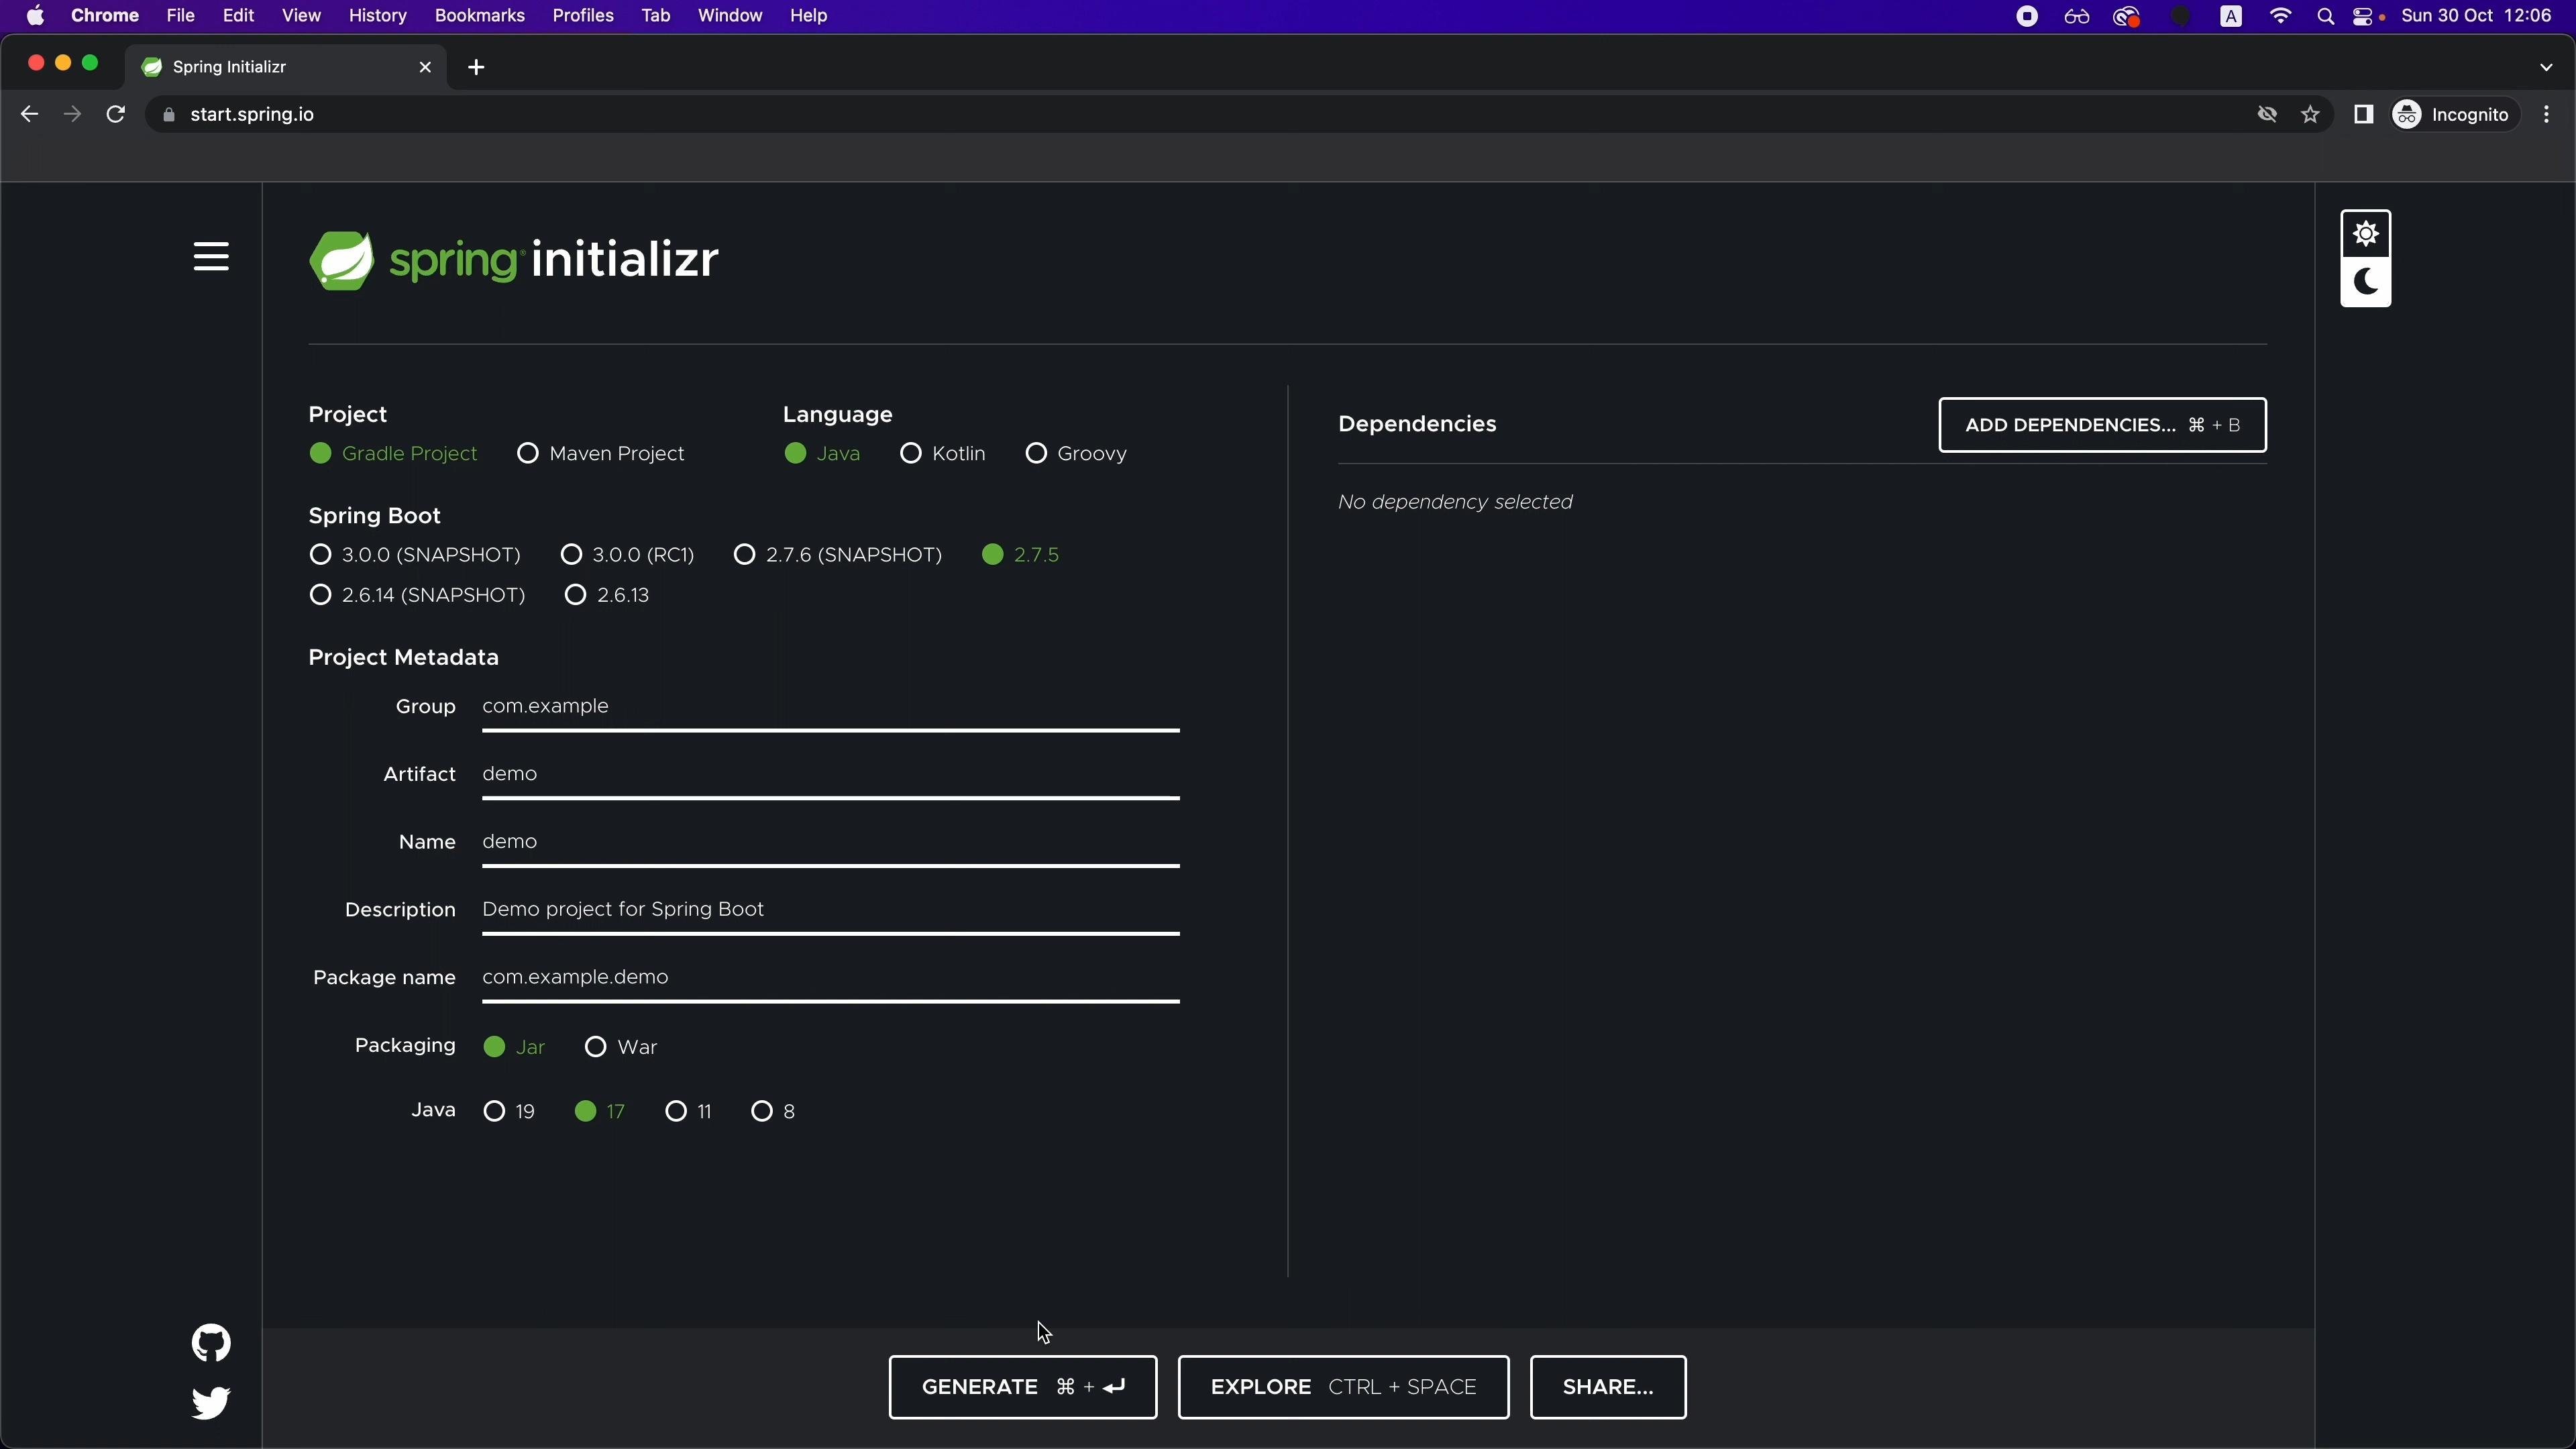 Chrome File Edit View History Bookmarks Profiles Tab Window Help A Sun 30 Oct 12:06
Spring Initializr
start.spring.io Incognito
spring initializr
Project
Gradle Project Maven Project
Language
Java Kotlin Groovy
Spring Boot
3.0.0 (SNAPSHOT) 3.0.0 (RC1) 2.7.6 (SNAPSHOT) 2.7.5
2.6.14 (SNAPSHOT) 2.6.13
Project Metadata
Group com.example
Artifact demo
Name demo
Description Demo project for Spring Boot
Package name com.example.demo
Packaging Jar War
Java 19 17 11 8
Dependencies ADD DEPENDENCIES... ⌘ + B
No dependency selected
GENERATE ⌘ + ↵ EXPLORE CTRL + SPACE SHARE...